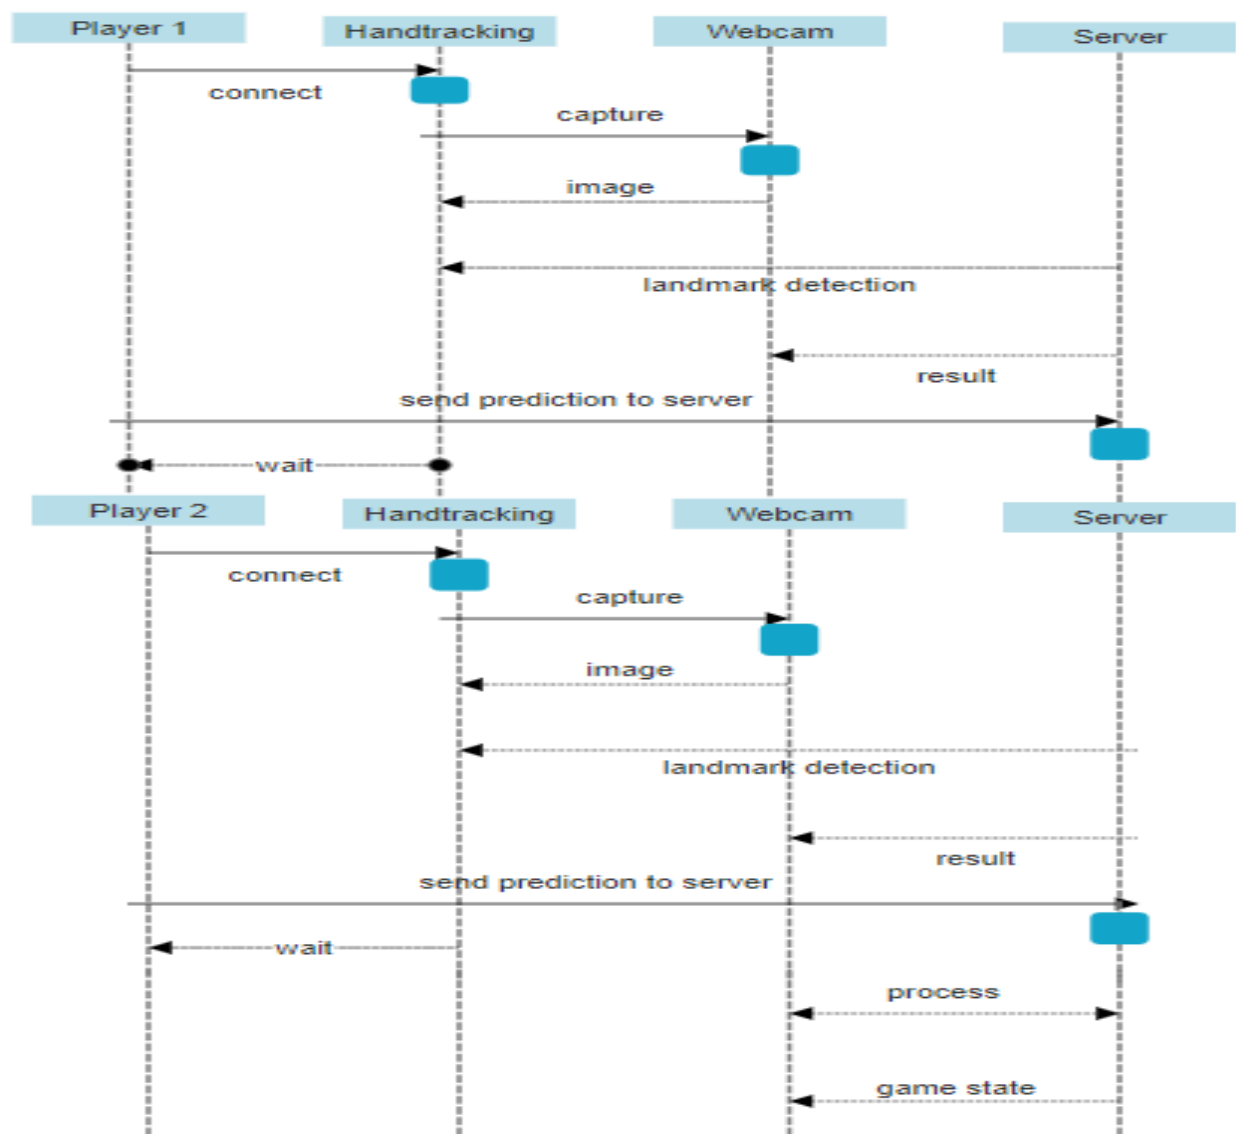 Player 1
Handtracking
Webcam
Server
connect
capture
image
landmark detection
result
send prediction to server
wait
Player 2
Handtracking
Webcam
Server
connect
capture
image
landmark detection
result
send prediction to server
wait
process
game state